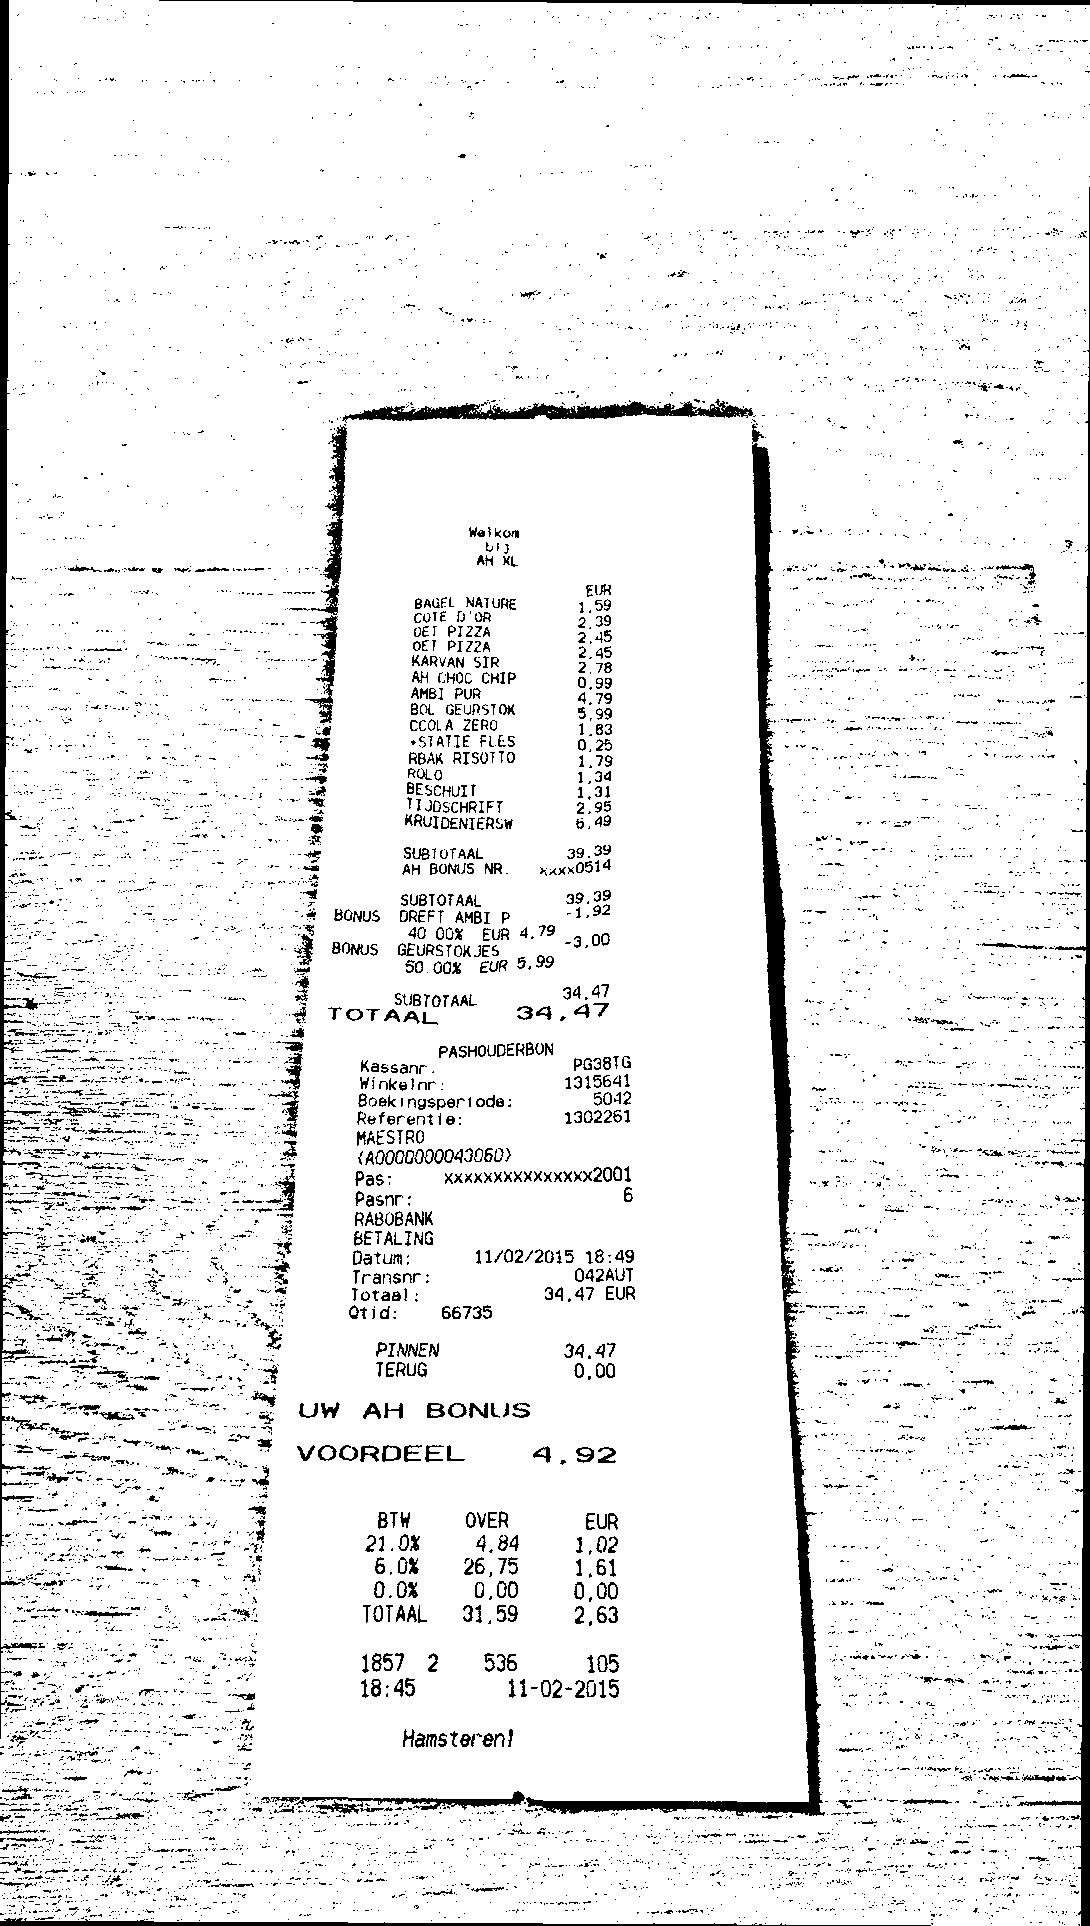 Welkom
bij
AH XL
EUR
BAGEL NATURE 1,59
COTE D'OR 2,39
OET PIZZA 2,45
OET PIZZA 2,45
KARVAN SIR 2,78
AH CHOC CHIP 0,99
AMBI PUR 4,79
BOL GEURSTOK 5,99
CCOLA ZERO 1,83
+STATIE FLES 0,25
RBAK RISOTTO 1,79
ROLO 1,34
BESCHUIT 1,31
TIJDSCHRIFT 2,95
KRUIDENIERSW 6,49
SUBTOTAAL 39,39
AH BONUS NR. xxxx0514
SUBTOTAAL 39,39
BONUS DREFT AMBI P -1,92
40.00% EUR 4,79
BONUS GEURSTOKJES -3,00
50.00% EUR 5,99
SUBTOTAAL 34,47
TOTAAL 34,47
PASHOUDERBON
Kassanr. PG38TG
Winkelnr: 1315641
Boekingsperiode: 5042
Referentie: 1302261
MAESTRO
(A0000000043060)
Pas: xxxxxxxxxxxxxxx2001
Pasnr: 6
RABOBANK
BETALING
Datum: 11/02/2015 18:49
Transnr: 042AUT
Totaal: 34,47 EUR
Qtid: 66735
PINNEN 34,47
TERUG 0,00
UW AH BONUS
VOORDEEL 4,92
BTW OVER EUR
21.0% 4,84 1,02
6.0% 26,75 1,61
0.0% 0,00 0,00
TOTAAL 31,59 2,63
1857 2 536 105
18:45 11-02-2015
Hamsteren!